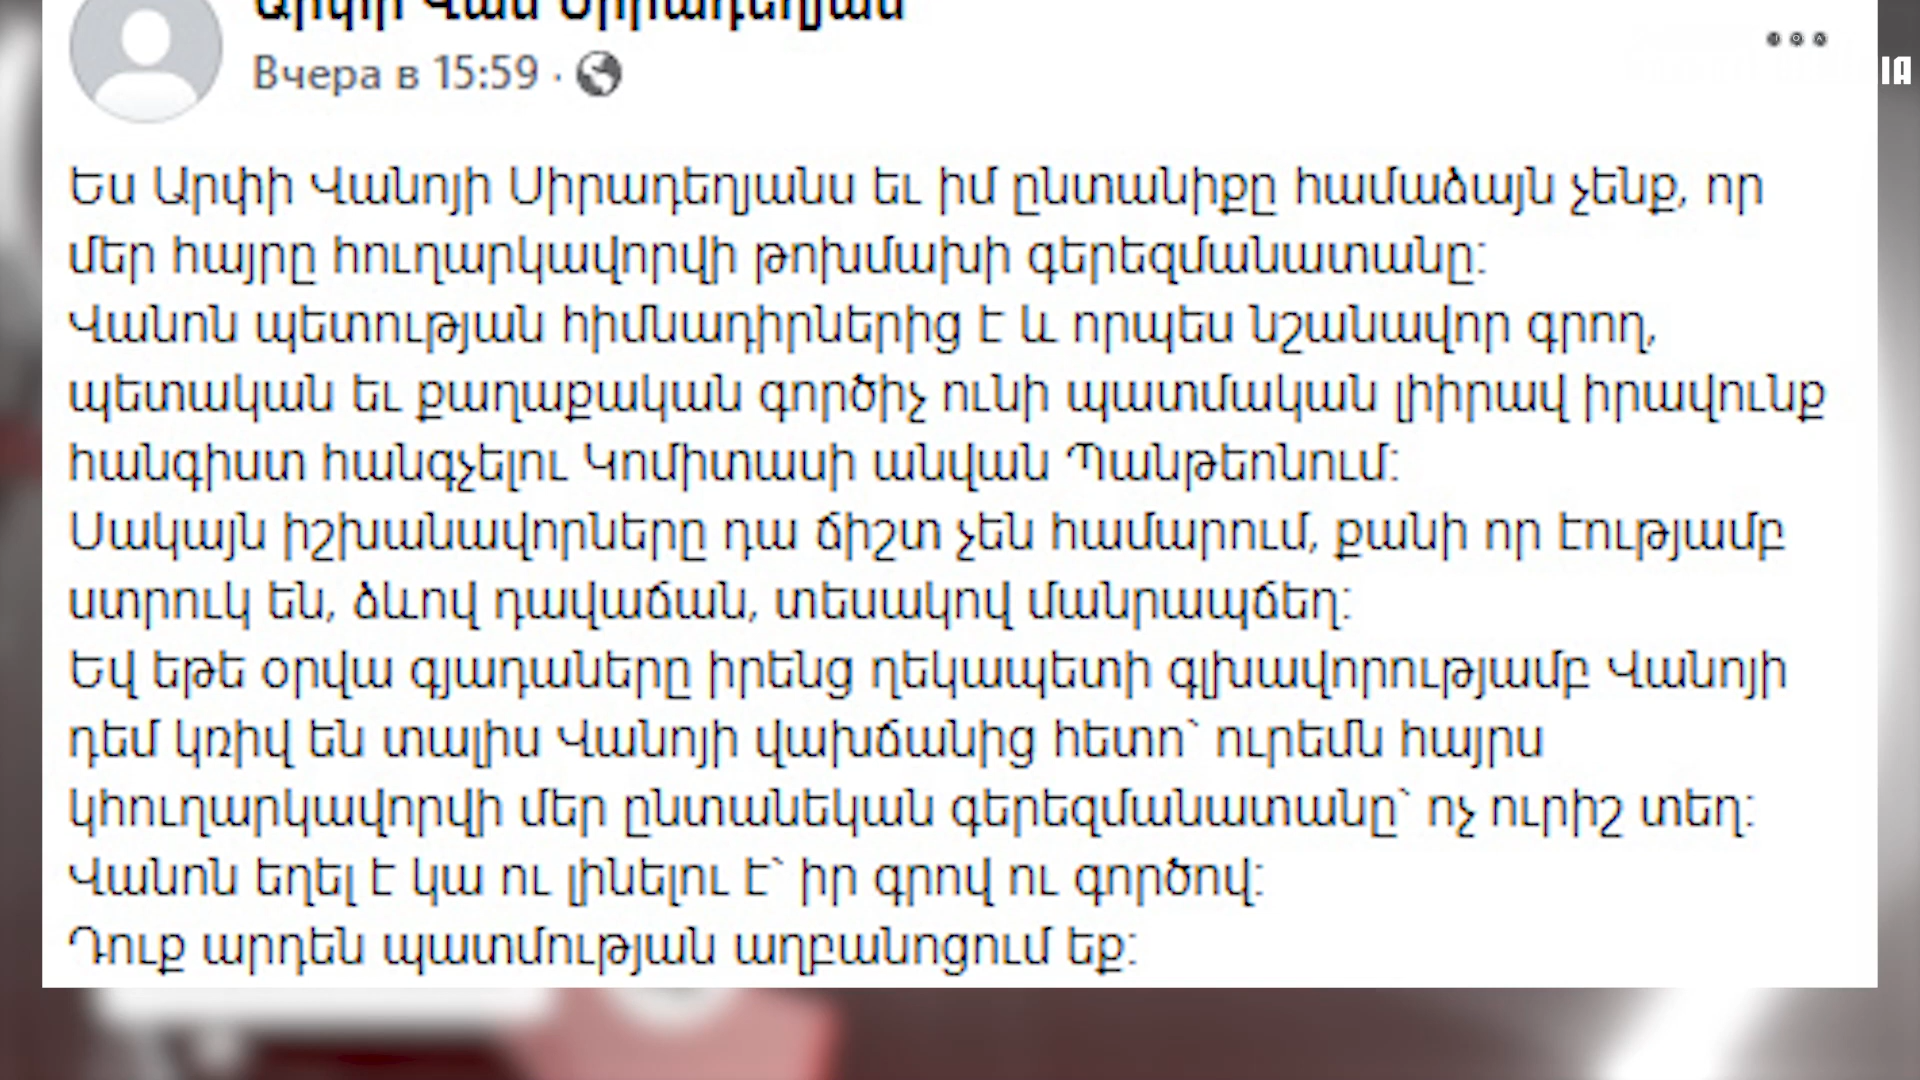 Արփի Վան Սիրադեղյան
Вчера в 15:59 ·
Ես Արփի Վանոյի Սիրադեղյանս եւ իմ ընտանիքը համաձայն չենք, որ
մեր հայրը հուղարկավորվի թոխմախի գերեզմանատանը:
Վանոն պետության հիմնադիրներից է և որպես նշանավոր գրող,
պետական եւ քաղաքական գործիչ ունի պատմական լիիրավ իրավունք
հանգիստ հանգչելու Կոմիտասի անվան Պանթեոնում:
Սակայն իշխանավորները դա ճիշտ չեն համարում, քանի որ էությամբ
ստրուկ են, ձևով դավաճան, տեսակով մանրապճեղ:
Եվ եթե օրվա գյադաները իրենց ղեկապետի գլխավորությամբ Վանոյի
դեմ կռիվ են տալիս Վանոյի վախճանից հետո՝ ուրեմն հայրս
կհուղարկավորվի մեր ընտանեկան գերեզմանատանը՝ ոչ ուրիշ տեղ:
Վանոն եղել է կա ու լինելու է՝ իր գրով ու գործով:
Դուք արդեն պատմության աղբանոցում եք: